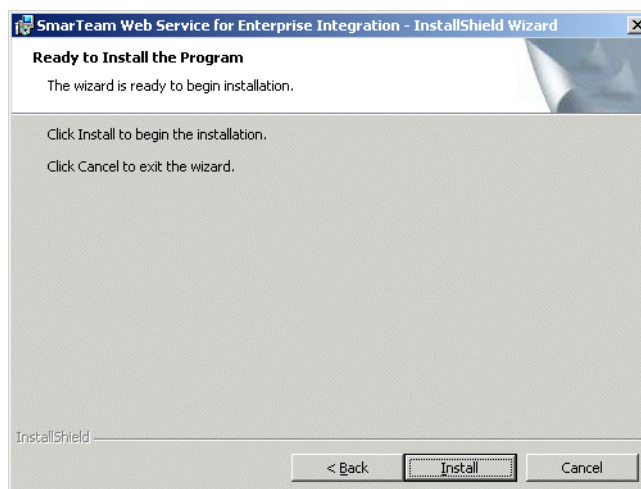 SmarTeam Web Service for Enterprise Integration - InstallShield Wizard
Ready to Install the Program
The wizard is ready to begin installation.
Click Install to begin the installation.
Click Cancel to exit the wizard.
InstallShield
< Back Install Cancel